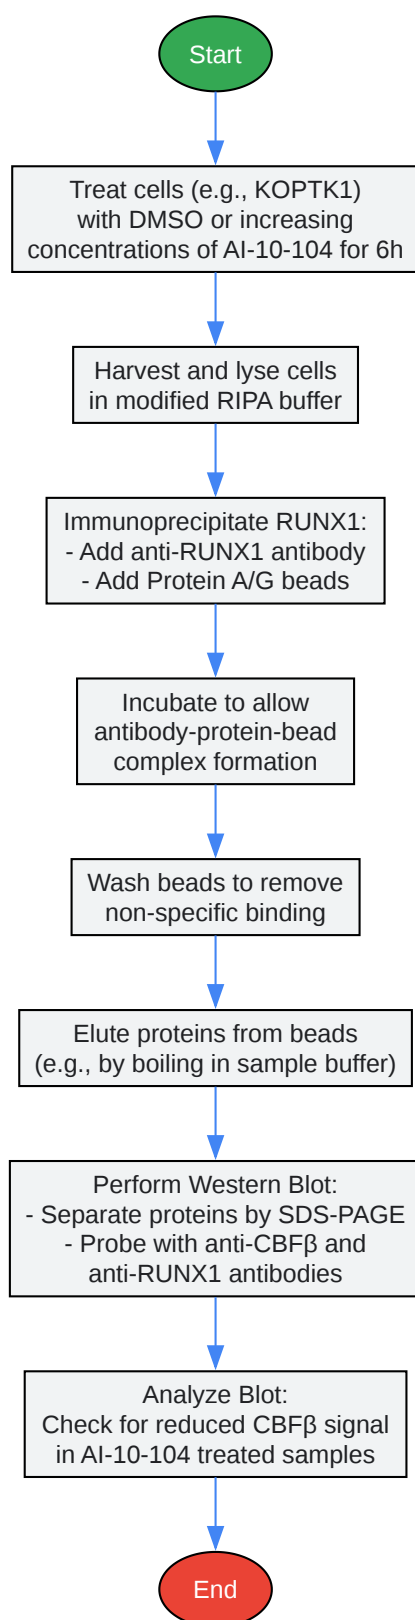 Start
Treat cells (e.g., KOPTK1)
with DMSO or increasing
concentrations of AI-10-104 for 6h
Harvest and lyse cells
in modified RIPA buffer
Immunoprecipitate RUNX1:
- Add anti-RUNX1 antibody
- Add Protein A/G beads
Incubate to allow
antibody-protein-bead
complex formation
Wash beads to remove
non-specific binding
Elute proteins from beads
(e.g., by boiling in sample buffer)
Perform Western Blot:
- Separate proteins by SDS-PAGE
- Probe with anti-CBFβ and
anti-RUNX1 antibodies
Analyze Blot:
Check for reduced CBFβ signal
in AI-10-104 treated samples
End